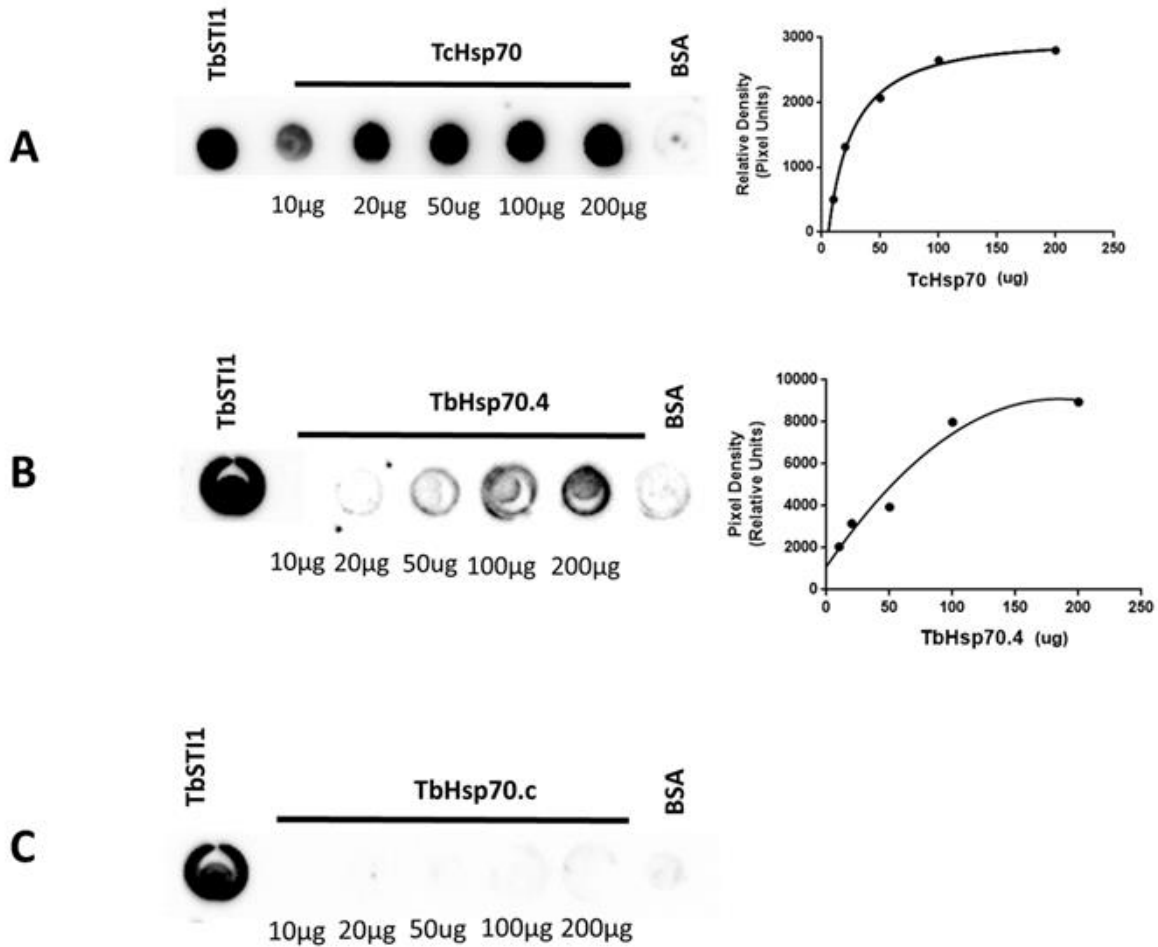 TbSTI1
TcHsp70
BSA
A
10µg 20µg 50ug 100µg 200µg
Relative Density
(Pixel Units)
3000
2000
1000
0
0 50 100 150 200 250
TcHsp70 (ug)
TbSTI1
TbHsp70.4
BSA
B
10µg 20µg 50ug 100µg 200µg
Pixel Density
(Relative Units)
10000
8000
6000
4000
2000
0
0 50 100 150 200 250
TbHsp70.4 (ug)
TbSTI1
TbHsp70.c
BSA
C
10µg 20µg 50ug 100µg 200µg